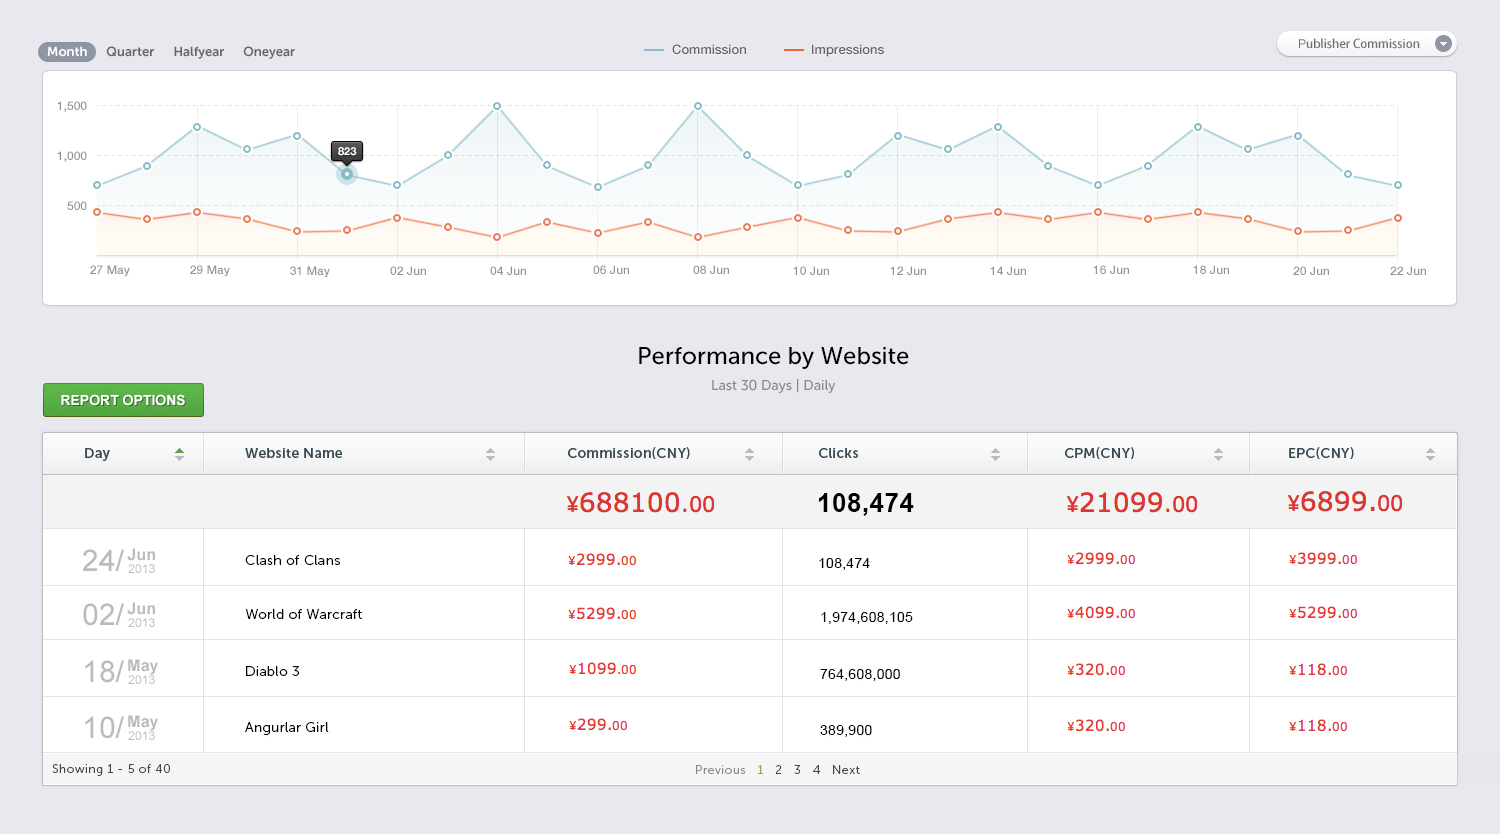 Month Quarter Halfyear Oneyear
Commission Impressions
Publisher Commission
1,500
1,000
500
823
27 May 29 May 31 May 02 Jun 04 Jun 06 Jun 08 Jun 10 Jun 12 Jun 14 Jun 16 Jun 18 Jun 20 Jun 22 Jun
Performance by Website
Last 30 Days | Daily
REPORT OPTIONS
Day Website Name Commission(CNY) Clicks CPM(CNY) EPC(CNY)
¥688100.00 108,474 ¥21099.00 ¥6899.00
24/ Jun 2013 Clash of Clans ¥2999.00 108,474 ¥2999.00 ¥3999.00
02/ Jun 2013 World of Warcraft ¥5299.00 1,974,608,105 ¥4099.00 ¥5299.00
18/ May 2013 Diablo 3 ¥1099.00 764,608,000 ¥320.00 ¥118.00
10/ May 2013 Angurlar Girl ¥299.00 389,900 ¥320.00 ¥118.00
Showing 1 - 5 of 40 Previous 1 2 3 4 Next